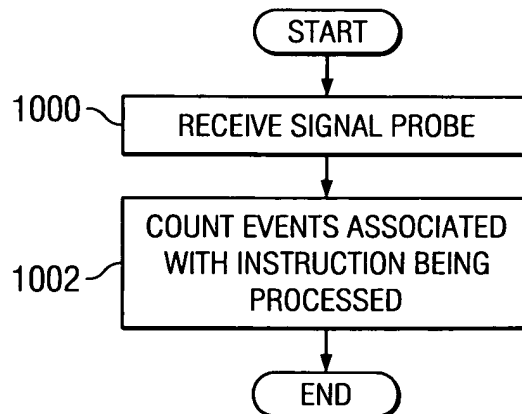 START
1000
RECEIVE SIGNAL PROBE
COUNT EVENTS ASSOCIATED
WITH INSTRUCTION BEING
PROCESSED
1002
END